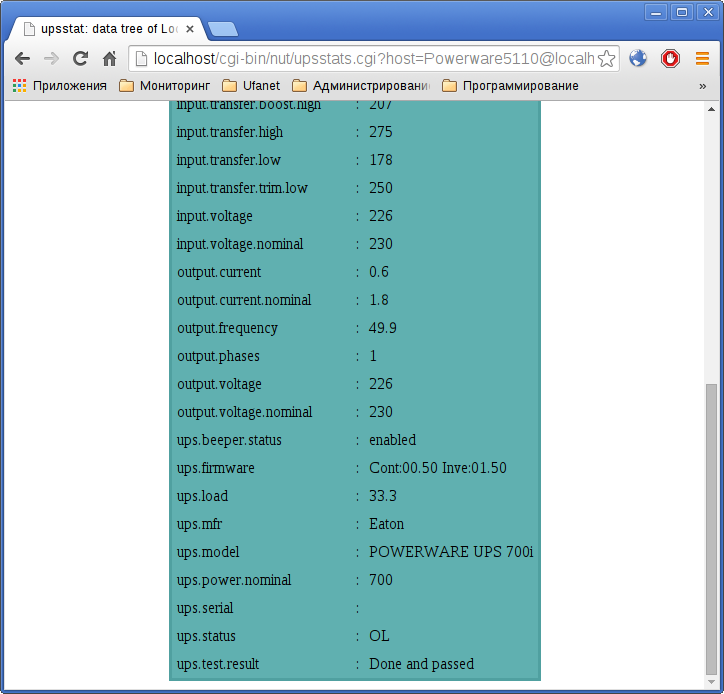 upsstat: data tree of Lo
localhost/cgi-bin/nut/upsstats.cgi?host=Powerware5110@localh
Приложения Мониторинг Ufanet Администрирование Программирование »
input.transfer.boost.high : 207
input.transfer.high : 275
input.transfer.low : 178
input.transfer.trim.low : 250
input.voltage : 226
input.voltage.nominal : 230
output.current : 0.6
output.current.nominal : 1.8
output.frequency : 49.9
output.phases : 1
output.voltage : 226
output.voltage.nominal : 230
ups.beeper.status : enabled
ups.firmware : Cont:00.50 Inve:01.50
ups.load : 33.3
ups.mfr : Eaton
ups.model : POWERWARE UPS 700i
ups.power.nominal : 700
ups.serial :
ups.status : OL
ups.test.result : Done and passed